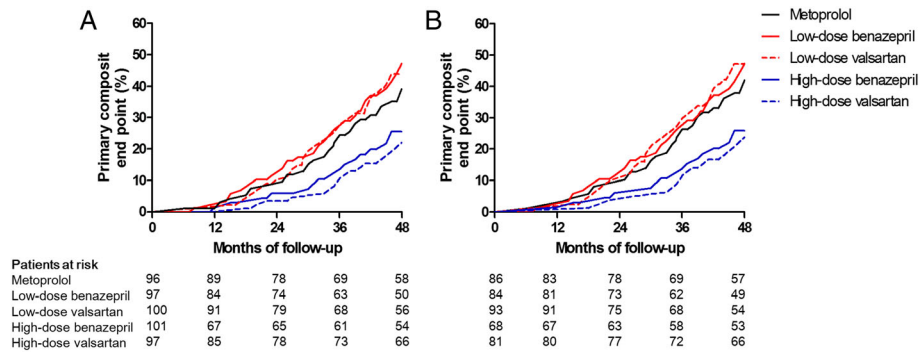 A
Primary composit
end point (%)
60
50
40
30
20
10
0
0 12 24 36 48
Months of follow-up
B
Primary composit
end point (%)
60
50
40
30
20
10
0
0 12 24 36 48
Months of follow-up
Metoprolol
Low-dose benazepril
Low-dose valsartan
High-dose benazepril
High-dose valsartan
Patients at risk
Metoprolol 96 89 78 69 58 86 83 78 69 57
Low-dose benazepril 97 84 74 63 50 84 81 73 62 49
Low-dose valsartan 100 91 79 68 56 93 91 75 68 54
High-dose benazepril 101 67 65 61 54 68 67 63 58 53
High-dose valsartan 97 85 78 73 66 81 80 77 72 66